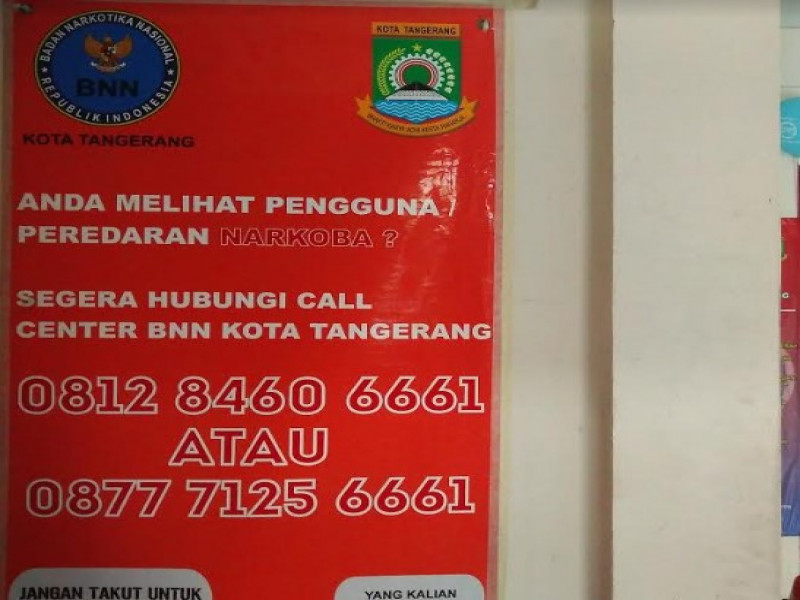 BADAN NARKOTIKA NASIONAL
BNN
REPUBLIK INDONESIA
KOTA TANGERANG
KOTA TANGERANG
ANDA MELIHAT PENGGUNA /
PEREDARAN NARKOBA ?
SEGERA HUBUNGI CALL
CENTER BNN KOTA TANGERANG
0812 8460 6661
ATAU
0877 7125 6661
JANGAN TAKUT UNTUK
YANG KALIAN